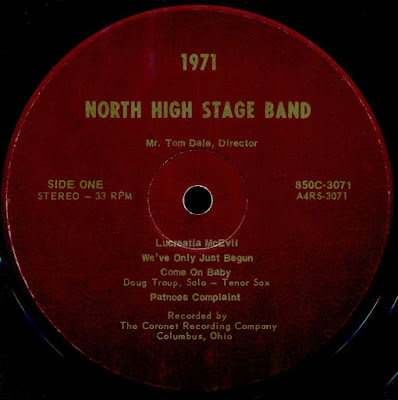 1971
NORTH HIGH STAGE BAND
Mr. Tom Dale, Director
SIDE ONE
STEREO – 33 RPM
850C-3071
A4RS-3071
Lucreatia McEvil
We've Only Just Begun
Come On Baby
Doug Troup, Solo – Tenor Sax
Patnoes Complaint
Recorded by
The Coronet Recording Company
Columbus, Ohio